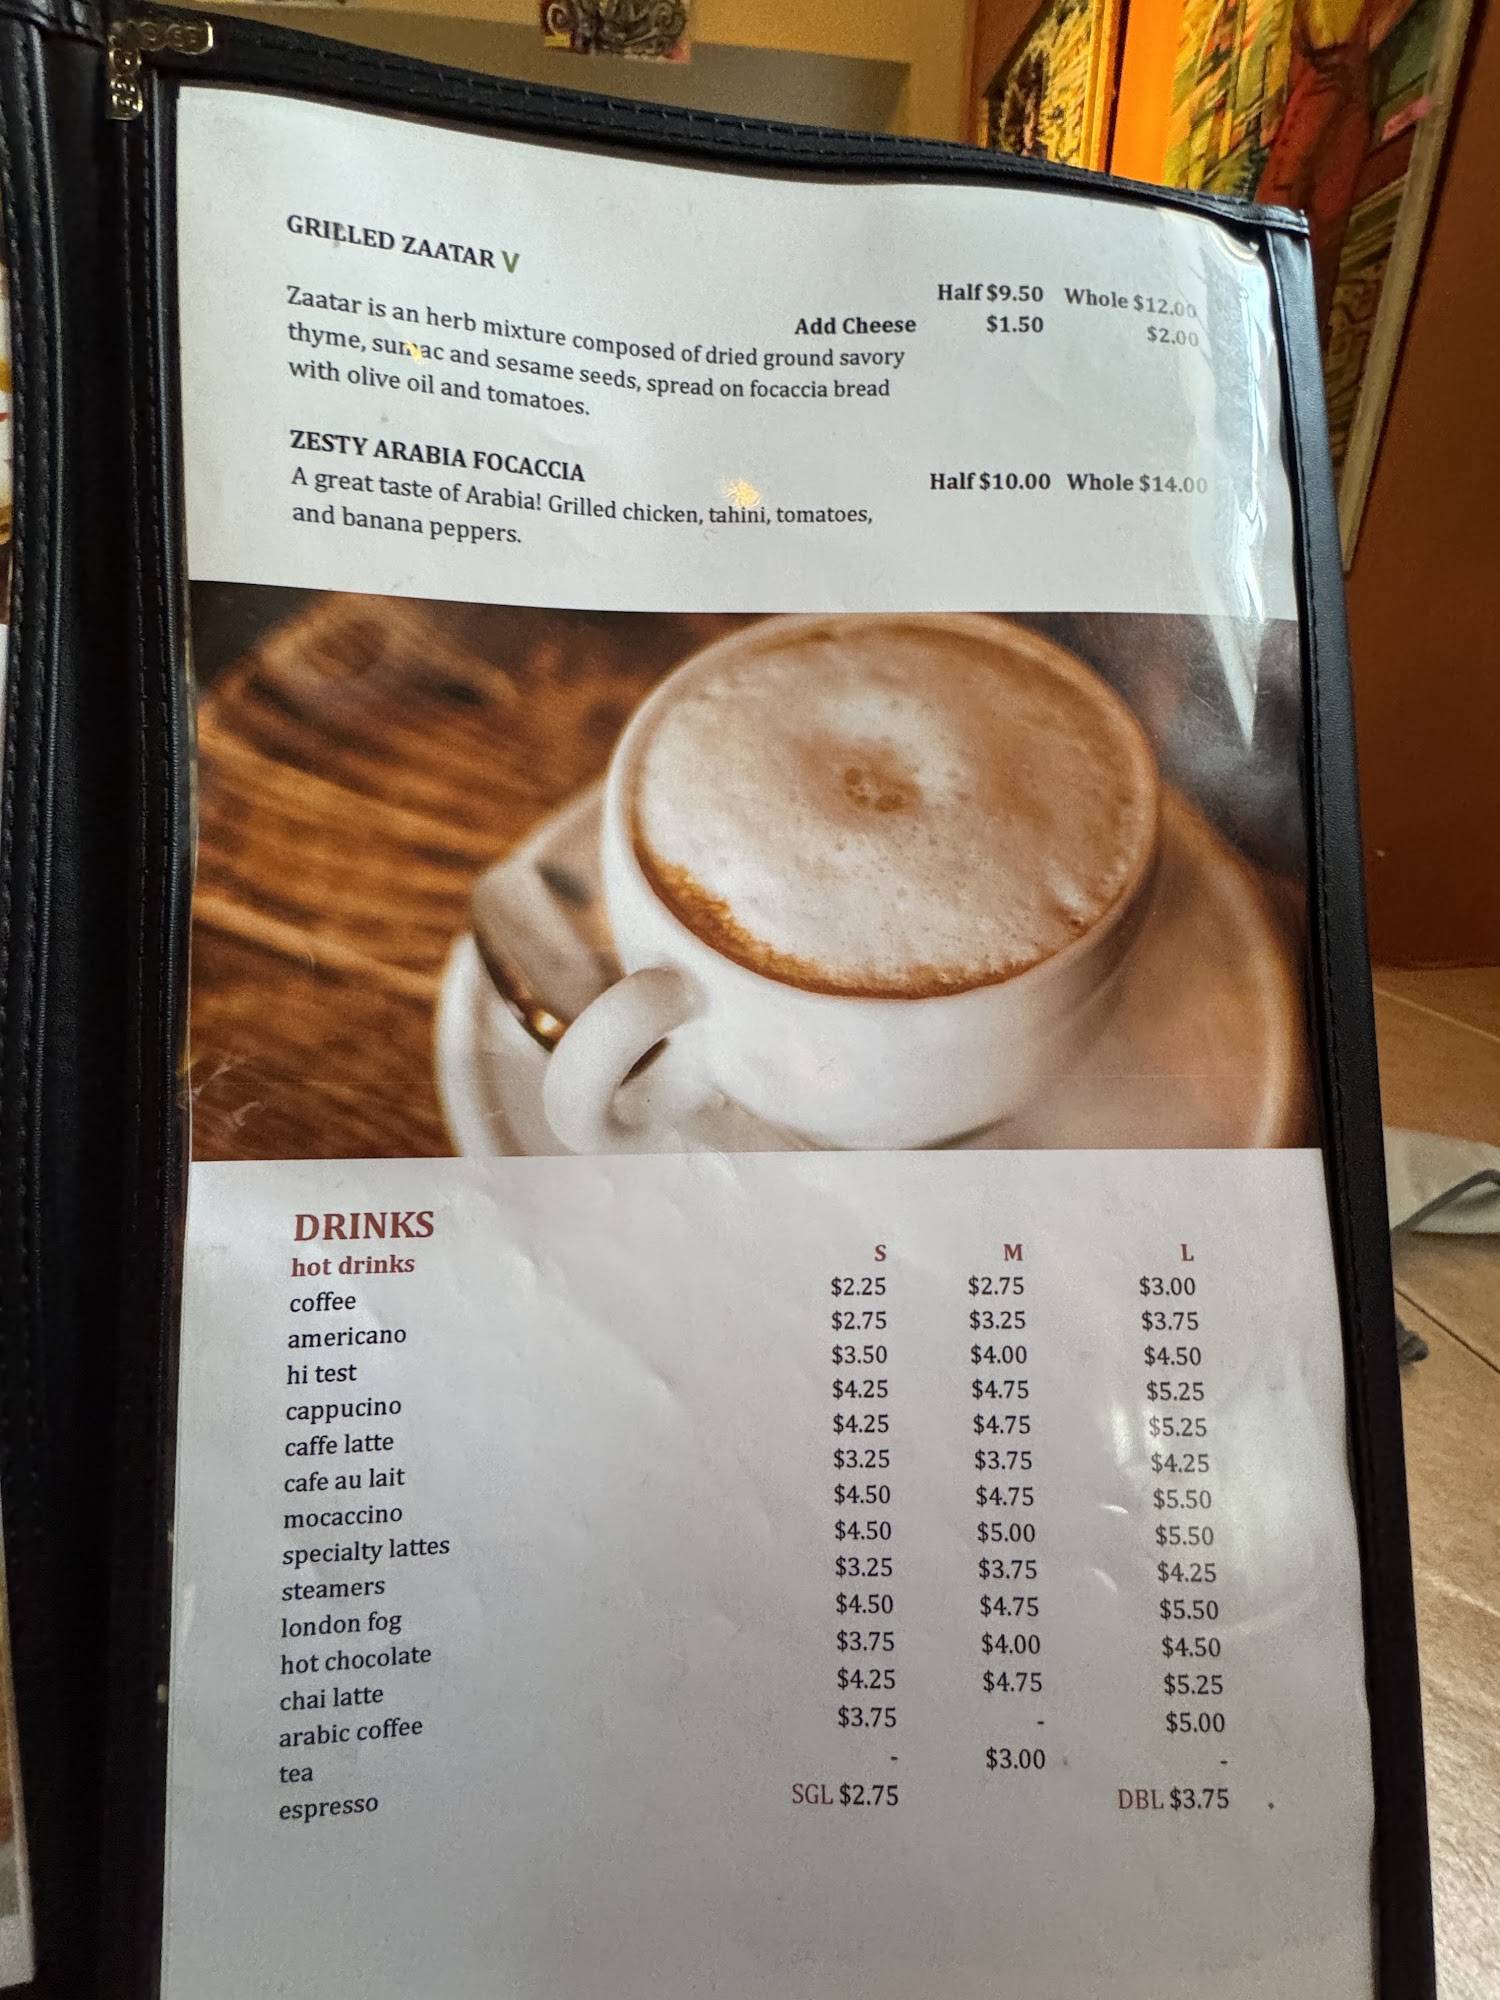 GRILLED ZAATAR V
Half $9.50 Whole $12.00
Add Cheese $1.50 $2.00
Zaatar is an herb mixture composed of dried ground savory
thyme, sumac and sesame seeds, spread on focaccia bread
with olive oil and tomatoes.
ZESTY ARABIA FOCACCIA
Half $10.00 Whole $14.00
A great taste of Arabia! Grilled chicken, tahini, tomatoes,
and banana peppers.
DRINKS
hot drinks S M L
coffee $2.25 $2.75 $3.00
americano $2.75 $3.25 $3.75
hi test $3.50 $4.00 $4.50
cappucino $4.25 $4.75 $5.25
caffe latte $4.25 $4.75 $5.25
cafe au lait $3.25 $3.75 $4.25
mocaccino $4.50 $4.75 $5.50
specialty lattes $4.50 $5.00 $5.50
steamers $3.25 $3.75 $4.25
london fog $4.50 $4.75 $5.50
hot chocolate $3.75 $4.00 $4.50
chai latte $4.25 $4.75 $5.25
arabic coffee $3.75 - $5.00
tea - $3.00 -
espresso SGL $2.75 DBL $3.75